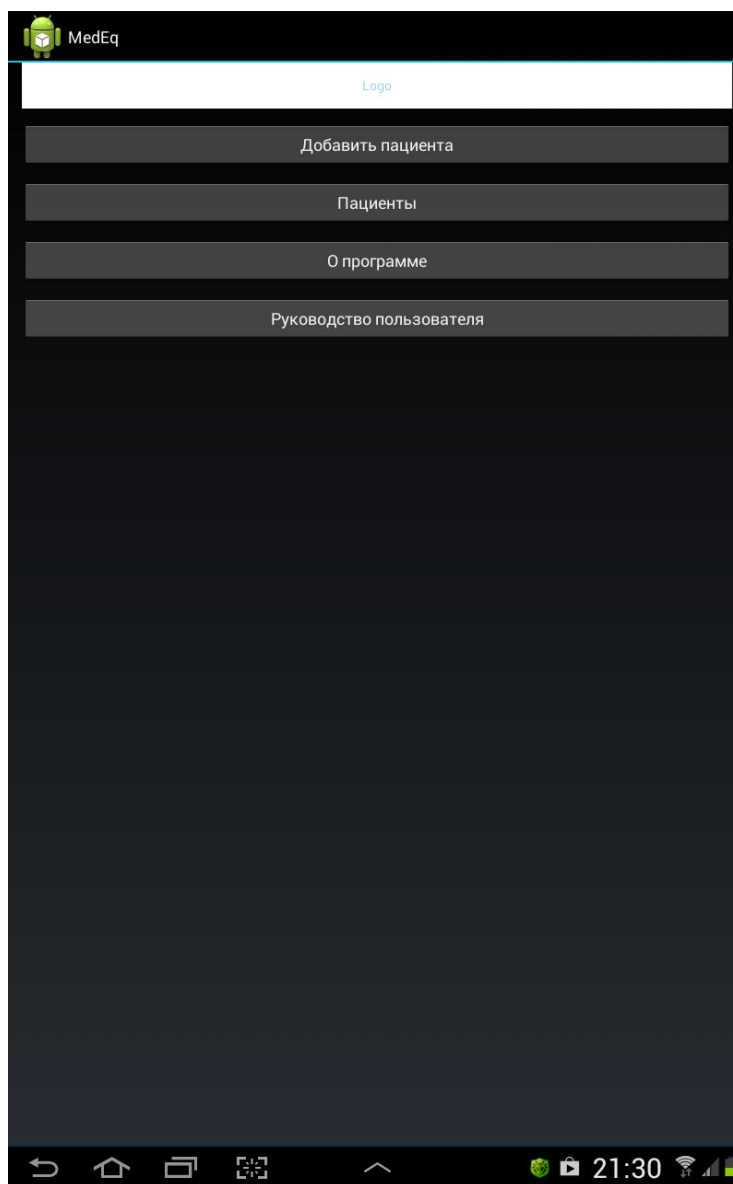 MedEq
Logo
Добавить пациента
Пациенты
О программе
Руководство пользователя
21:30